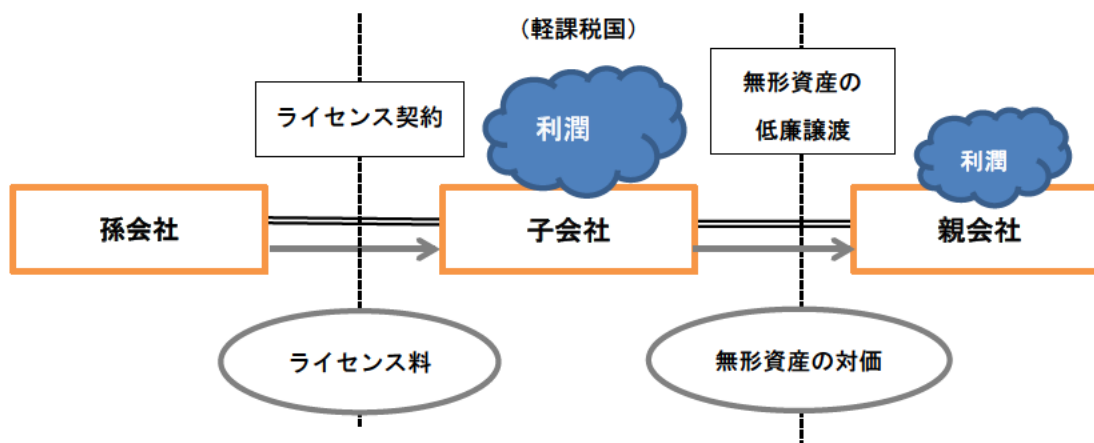 （軽課税国）
ライセンス契約
利潤
無形資産の
低廉譲渡
利潤
孫会社
子会社
親会社
ライセンス料
無形資産の対価